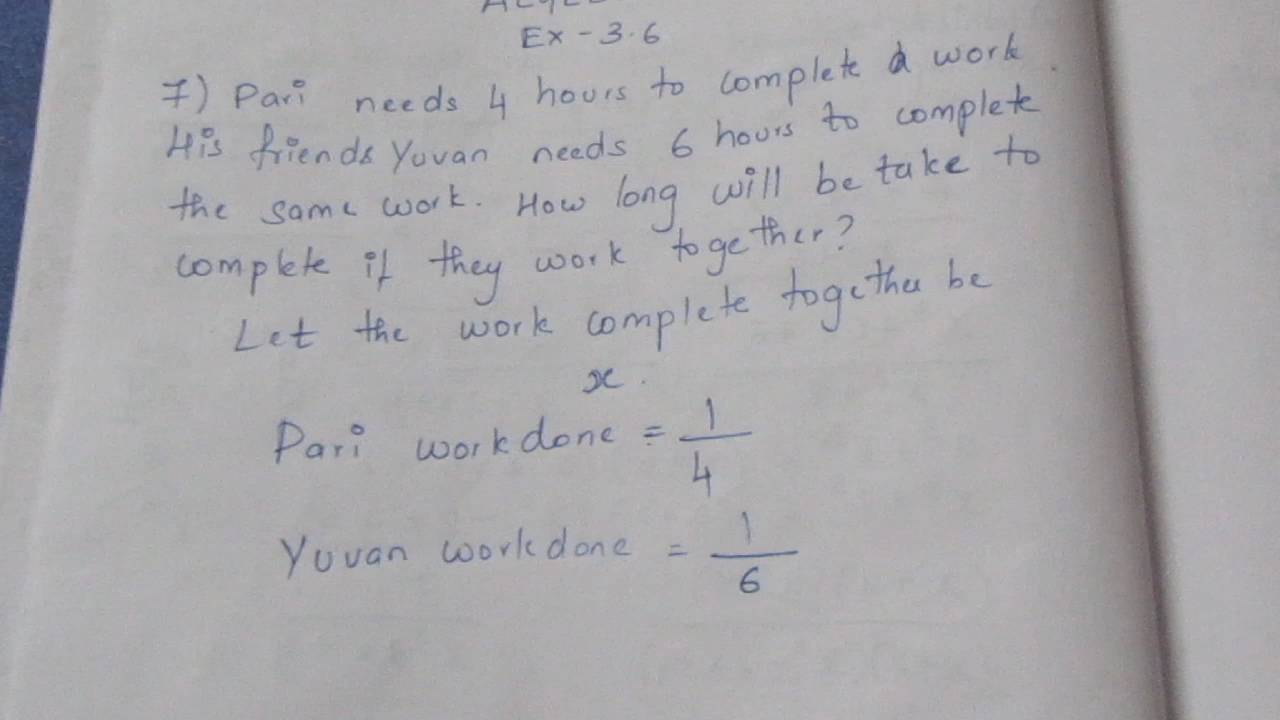 Ex - 3.6
7) Pari needs 4 hours to complete a work.
His friends Yuvan needs 6 hours to complete
the same work. How long will be take to
complete if they work together?
Let the work complete together be
x.
Pari workdone = 1/4
Yuvan workdone = 1/6